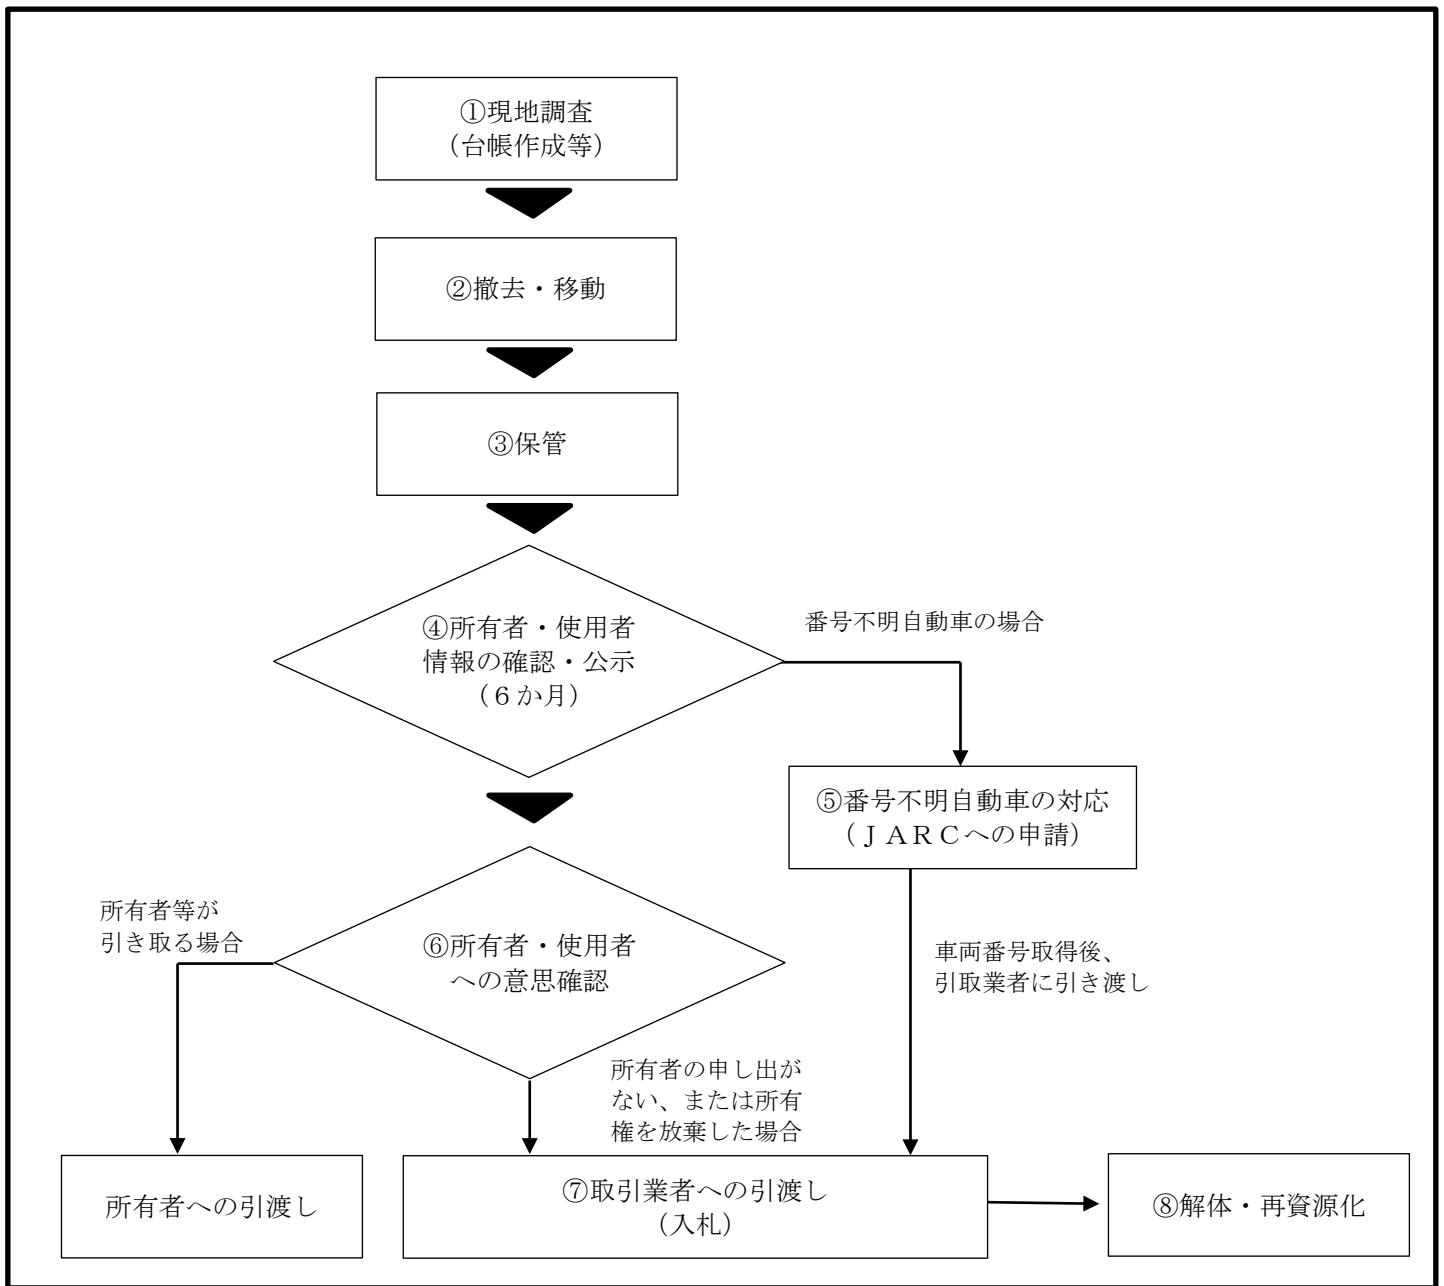 ①現地調査
（台帳作成等）
②撤去・移動
③保管
④所有者・使用者
情報の確認・公示
（６か月）
番号不明自動車の場合
⑤番号不明自動車の対応
（ＪＡＲＣへの申請）
所有者等が
引き取る場合
⑥所有者・使用者
への意思確認
車両番号取得後、
引取業者に引き渡し
所有者の申し出が
ない、または所有
権を放棄した場合
所有者への引渡し
⑦取引業者への引渡し
（入札）
⑧解体・再資源化